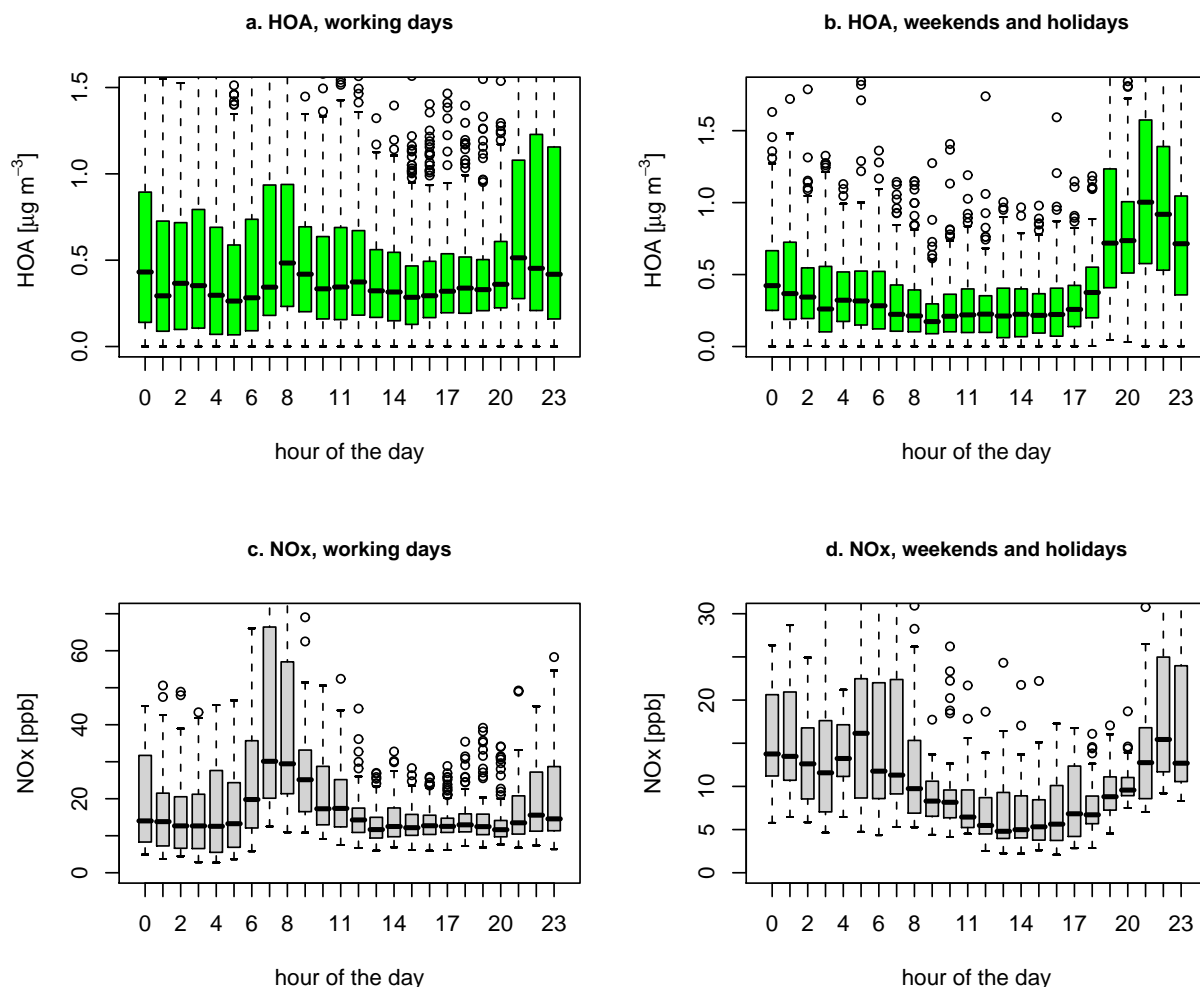 a. HOA, working days
HOA [µg m⁻³]
0.0 0.5 1.0 1.5
0 2 4 6 8 11 14 17 20 23
hour of the day
b. HOA, weekends and holidays
HOA [µg m⁻³]
0.0 0.5 1.0 1.5
0 2 4 6 8 11 14 17 20 23
hour of the day
c. NOx, working days
NOx [ppb]
0 20 40 60
0 2 4 6 8 11 14 17 20 23
hour of the day
d. NOx, weekends and holidays
NOx [ppb]
0 5 10 20 30
0 2 4 6 8 11 14 17 20 23
hour of the day